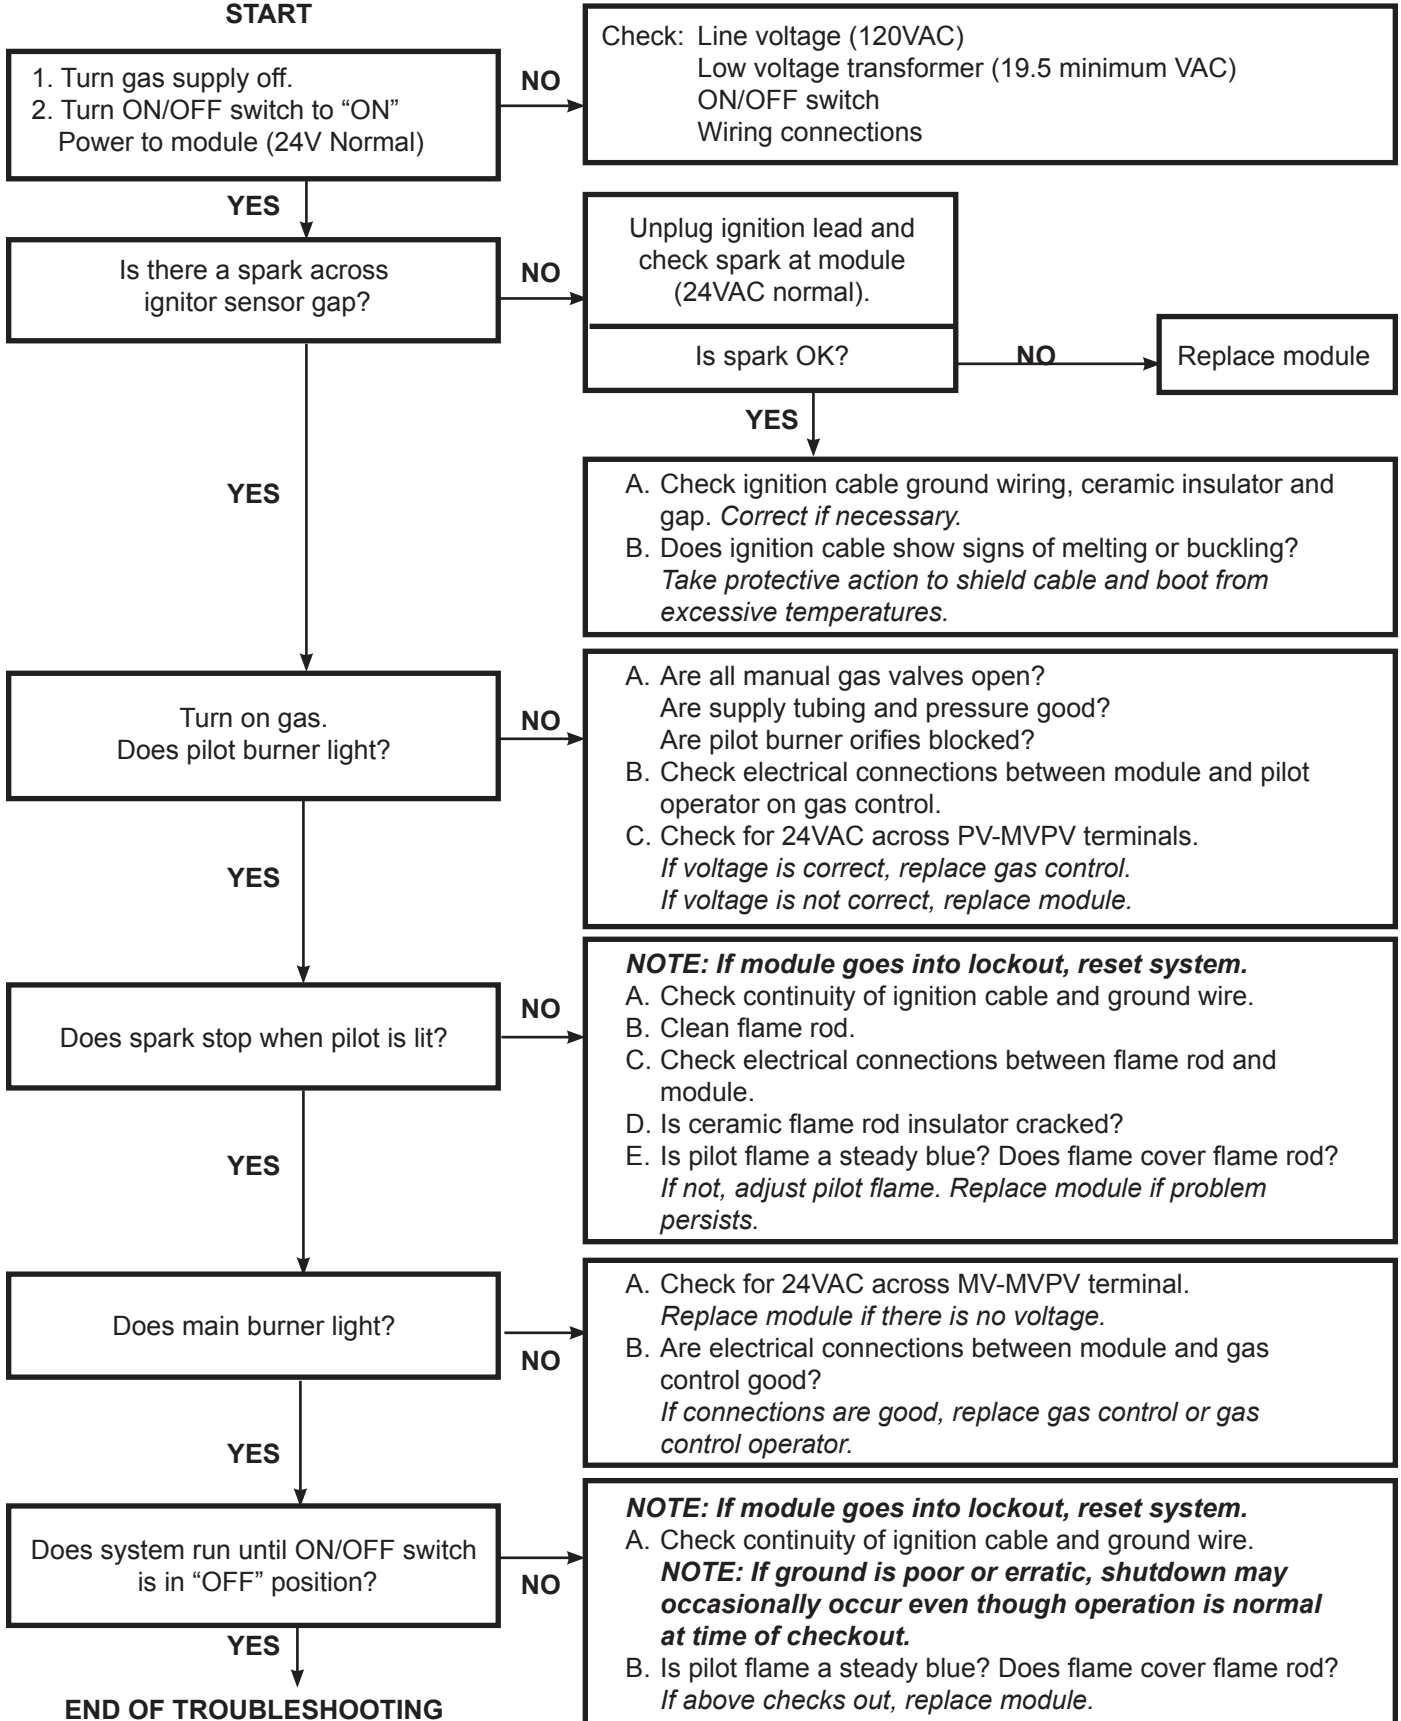 START
1. Turn gas supply off.
2. Turn ON/OFF switch to “ON”
Power to module (24V Normal)
NO
Check: Line voltage (120VAC)
Low voltage transformer (19.5 minimum VAC)
ON/OFF switch
Wiring connections
YES
Is there a spark across
ignitor sensor gap?
NO
Unplug ignition lead and
check spark at module
(24VAC normal).
Is spark OK?
NO
Replace module
YES
A. Check ignition cable ground wiring, ceramic insulator and
gap. Correct if necessary.
B. Does ignition cable show signs of melting or buckling?
Take protective action to shield cable and boot from
excessive temperatures.
YES
Turn on gas.
Does pilot burner light?
NO
A. Are all manual gas valves open?
Are supply tubing and pressure good?
Are pilot burner orifies blocked?
B. Check electrical connections between module and pilot
operator on gas control.
C. Check for 24VAC across PV-MVPV terminals.
If voltage is correct, replace gas control.
If voltage is not correct, replace module.
YES
Does spark stop when pilot is lit?
NO
NOTE: If module goes into lockout, reset system.
A. Check continuity of ignition cable and ground wire.
B. Clean flame rod.
C. Check electrical connections between flame rod and
module.
D. Is ceramic flame rod insulator cracked?
E. Is pilot flame a steady blue? Does flame cover flame rod?
If not, adjust pilot flame. Replace module if problem
persists.
YES
Does main burner light?
NO
A. Check for 24VAC across MV-MVPV terminal.
Replace module if there is no voltage.
B. Are electrical connections between module and gas
control good?
If connections are good, replace gas control or gas
control operator.
YES
Does system run until ON/OFF switch
is in “OFF” position?
NO
NOTE: If module goes into lockout, reset system.
A. Check continuity of ignition cable and ground wire.
NOTE: If ground is poor or erratic, shutdown may
occasionally occur even though operation is normal
at time of checkout.
B. Is pilot flame a steady blue? Does flame cover flame rod?
If above checks out, replace module.
YES
END OF TROUBLESHOOTING